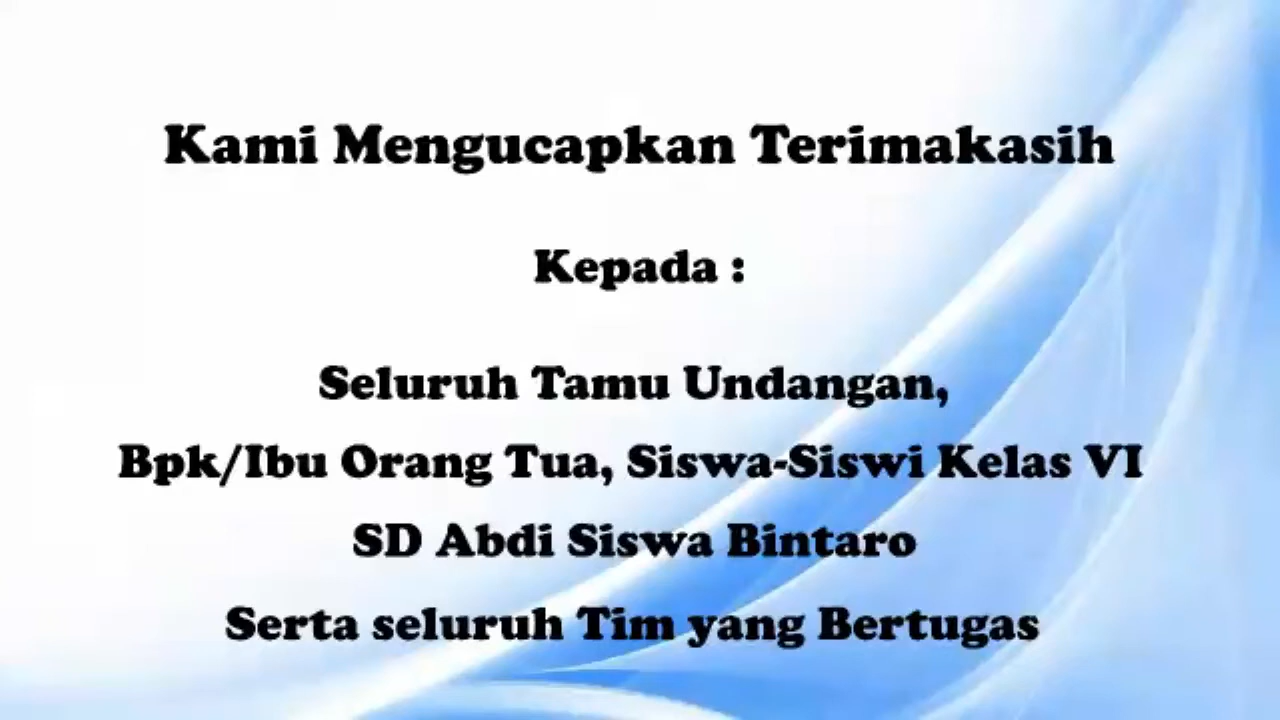 Kami Mengucapkan Terimakasih
Kepada :
Seluruh Tamu Undangan,
Bpk/Ibu Orang Tua, Siswa-Siswi Kelas VI
SD Abdi Siswa Bintaro
Serta seluruh Tim yang Bertugas